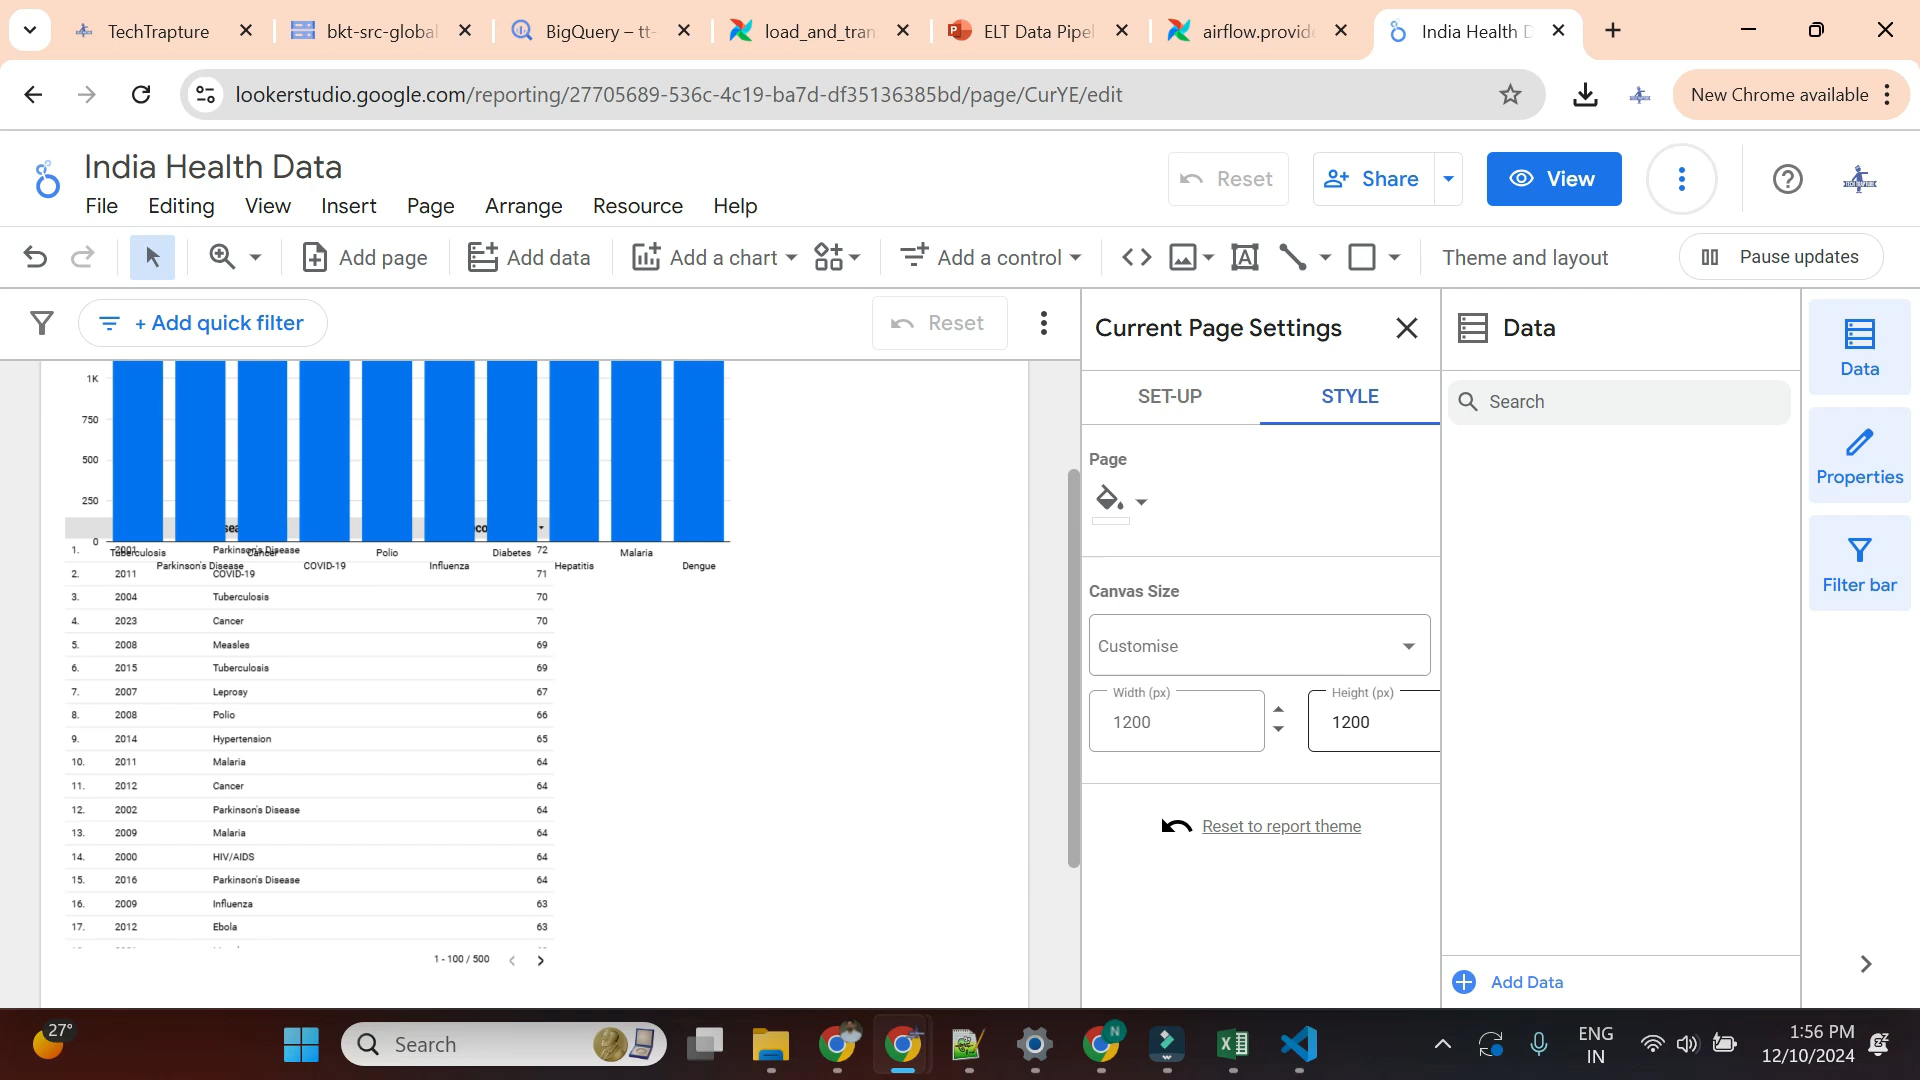 TechTrapture
bkt-src-global
BigQuery – tt-
load_and_tran
ELT Data Pipel
airflow.provide
India Health D
lookerstudio.google.com/reporting/27705689-536c-4c19-ba7d-df35136385bd/page/CurYE/edit
New Chrome available
India Health Data
Reset
Share
View
File Editing View Insert Page Arrange Resource Help
Add page
Add data
Add a chart
Add a control
Theme and layout
Pause updates
+ Add quick filter
Reset
Current Page Settings
Data
Data
SET-UP
STYLE
Search
1K
750
500
250
0
Tuberculosis
Parkinson's Disease
Cancer
COVID-19
Polio
Influenza
Diabetes
Hepatitis
Malaria
Dengue
1. 2001 Parkinson's Disease 72
2. 2011 COVID-19 71
3. 2004 Tuberculosis 70
4. 2023 Cancer 70
5. 2008 Measles 69
6. 2015 Tuberculosis 69
7. 2007 Leprosy 67
8. 2008 Polio 66
9. 2014 Hypertension 65
10. 2011 Malaria 64
11. 2012 Cancer 64
12. 2002 Parkinson's Disease 64
13. 2009 Malaria 64
14. 2000 HIV/AIDS 64
15. 2016 Parkinson's Disease 64
16. 2009 Influenza 63
17. 2012 Ebola 63
1 - 100 / 500
Page
Canvas Size
Customise
Width (px)
1200
Height (px)
1200
Reset to report theme
Properties
Filter bar
Add Data
27°
Search
ENG
IN
1:56 PM
12/10/2024